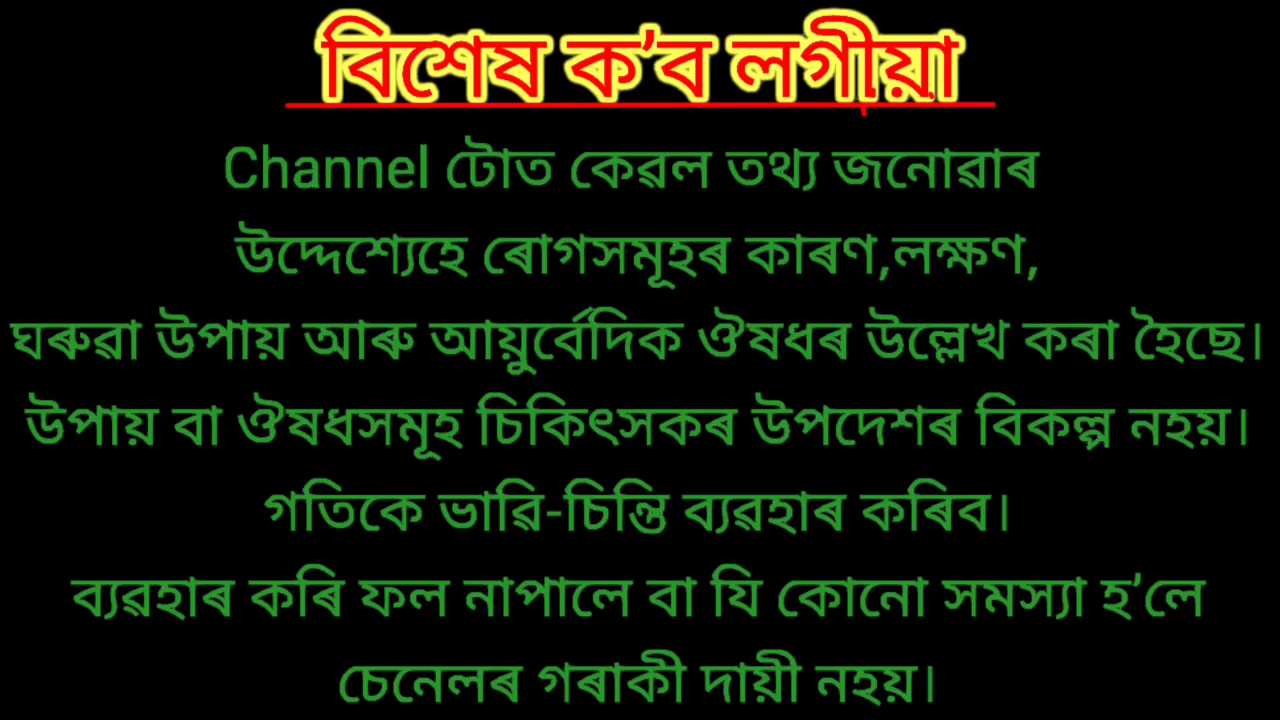 বিশেষ ক’ব লগীয়া
Channel টোত কেৱল তথ্য জনোৱাৰ
উদ্দেশ্যেহে ৰোগসমূহৰ কাৰণ,লক্ষণ,
ঘৰুৱা উপায় আৰু আয়ুৰ্বেদিক ঔষধৰ উল্লেখ কৰা হৈছে।
উপায় বা ঔষধসমূহ চিকিৎসকৰ উপদেশৰ বিকল্প নহয়।
গতিকে ভাৱি-চিন্তি ব্যৱহাৰ কৰিব।
ব্যৱহাৰ কৰি ফল নাপালে বা যি কোনো সমস্যা হ’লে
চেনেলৰ গৰাকী দায়ী নহয়।